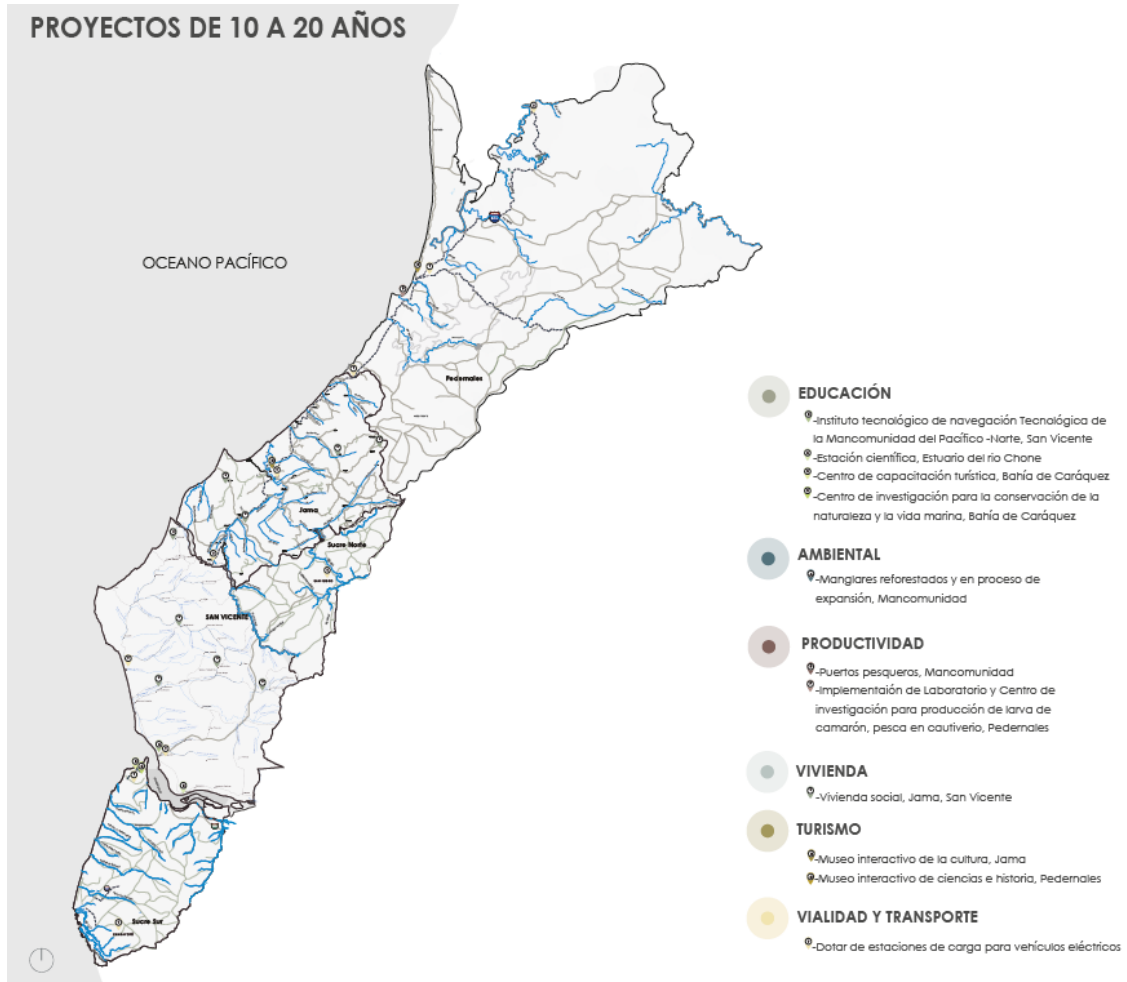 PROYECTOS DE 10 A 20 AÑOS
OCEANO PACÍFICO
Pedernales
Jama
Sucre Norte
SAN VICENTE
Sucre Sur
EDUCACIÓN
-Instituto tecnológico de navegación Tecnológica de
la Mancomunidad del Pacífico -Norte, San Vicente
-Estación científica, Estuario del rio Chone
-Centro de capacitación turística, Bahía de Caráquez
-Centro de investigación para la conservación de la
naturaleza y la vida marina, Bahía de Caráquez
AMBIENTAL
-Manglares reforestados y en proceso de
expansión, Mancomunidad
PRODUCTIVIDAD
-Puertos pesqueros, Mancomunidad
-Implementaión de Laboratorio y Centro de
investigación para producción de larva de
camarón, pesca en cautiverio, Pedernales
VIVIENDA
-Vivienda social, Jama, San Vicente
TURISMO
-Museo interactivo de la cultura, Jama
-Museo interactivo de ciencias e historia, Pedernales
VIALIDAD Y TRANSPORTE
-Dotar de estaciones de carga para vehículos eléctricos